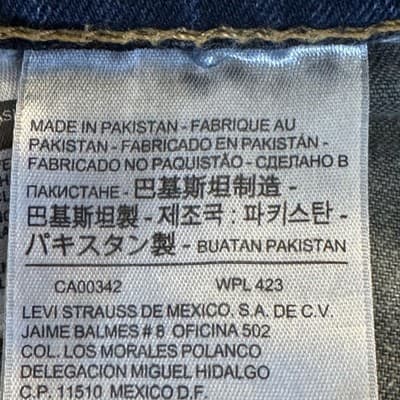 MADE IN PAKISTAN - FABRIQUE AU
PAKISTAN - FABRICADO EN PAKISTÁN -
FABRICADO NO PAQUISTÃO - СДЕЛАНО В
ПАКИСТАНЕ - 巴基斯坦制造 -
巴基斯坦製 - 제조국 : 파키스탄 -
パキスタン製 - BUATAN PAKISTAN
CA00342 WPL 423
LEVI STRAUSS DE MEXICO, S.A. DE C.V.
JAIME BALMES # 8 OFICINA 502
COL. LOS MORALES POLANCO
DELEGACION MIGUEL HIDALGO
C.P. 11510 MEXICO D.F.